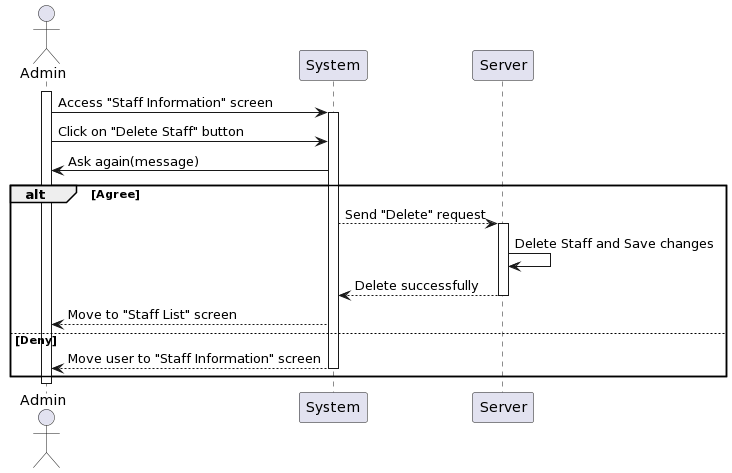 Admin
System
Server
Access "Staff Information" screen
Click on "Delete Staff" button
Ask again(message)
alt
[Agree]
Send "Delete" request
Delete Staff and Save changes
Delete successfully
Move to "Staff List" screen
[Deny]
Move user to "Staff Information" screen
Admin
System
Server